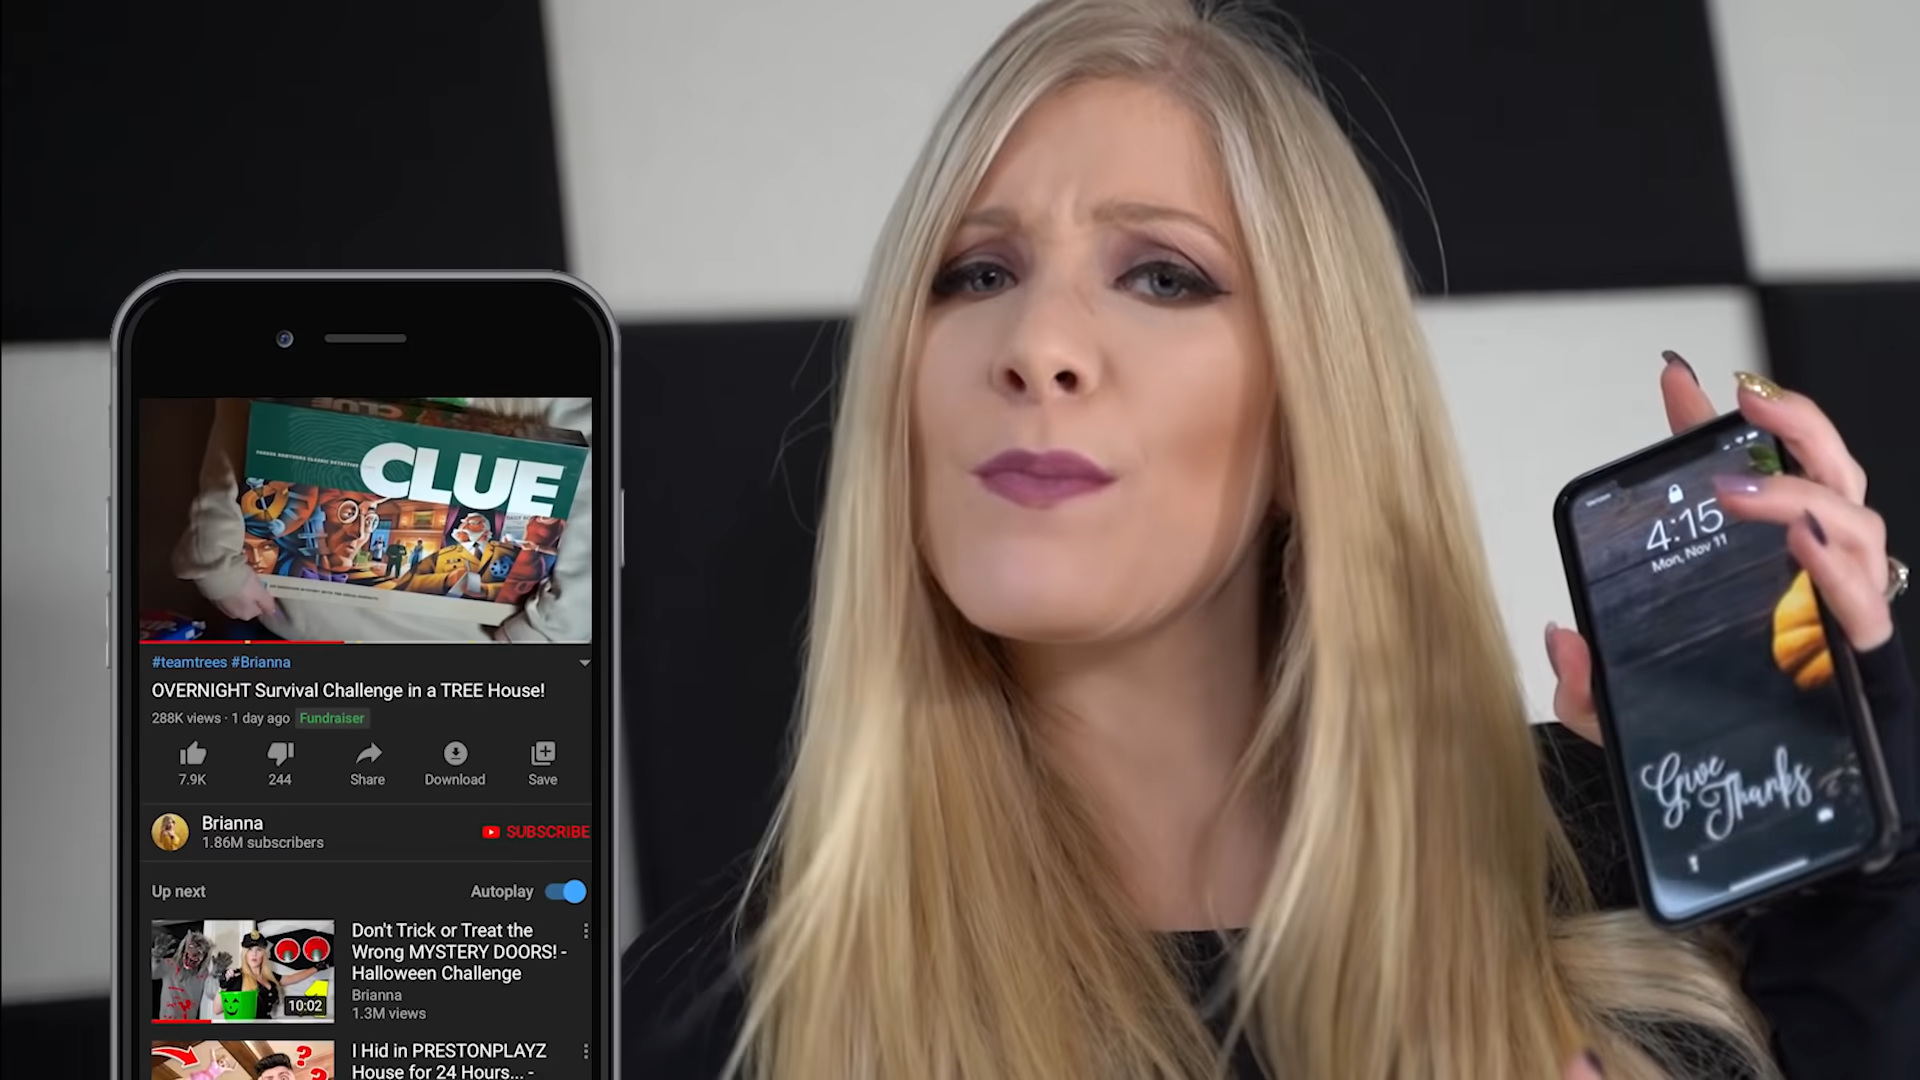 CLUE
CLUE
#teamtrees #Brianna
OVERNIGHT Survival Challenge in a TREE House!
288K views · 1 day ago Fundraiser
7.9K
244
Share
Download
Save
Brianna
1.86M subscribers
SUBSCRIBE
Up next
Autoplay
Don't Trick or Treat the
Wrong MYSTERY DOORS! -
Halloween Challenge
Brianna
1.3M views
10:02
I Hid in PRESTONPLAYZ
House for 24 Hours... -
? ?
4:15
Mon, Nov 11
Give
Thanks